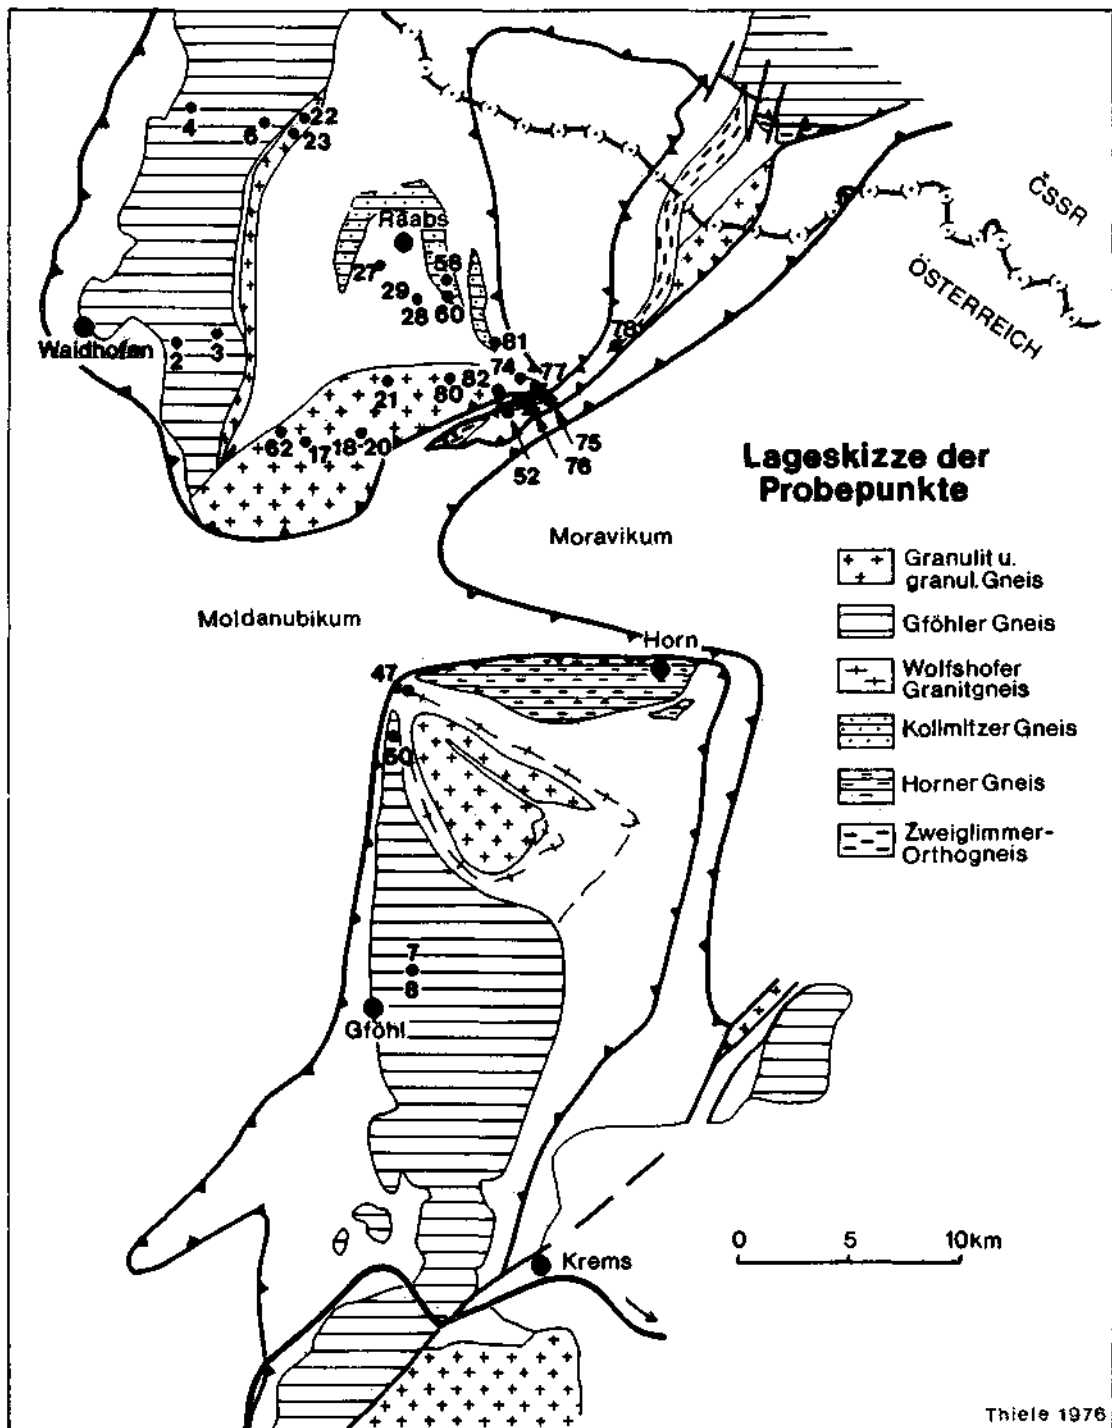 4
6
22
23
Raabs
27
58
29
28
60
ČSSR
ÖSTERREICH
Waidhofen
2
3
81
78
74
77
82
21
80
62
17
18-20
75
76
52
Lageskizze der
Probepunkte
Moravikum
Moldanubikum
Granulit u.
granul. Gneis
Gföhler Gneis
Wolfshofer
Granitgneis
Kollmitzer Gneis
Horner Gneis
Zweiglimmer-
Orthogneis
Horn
47
50
7
8
Gföhl
Krems
0 5 10km
Thiele 1976